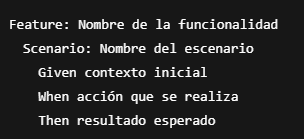 Feature: Nombre de la funcionalidad
Scenario: Nombre del escenario
Given contexto inicial
When acción que se realiza
Then resultado esperado